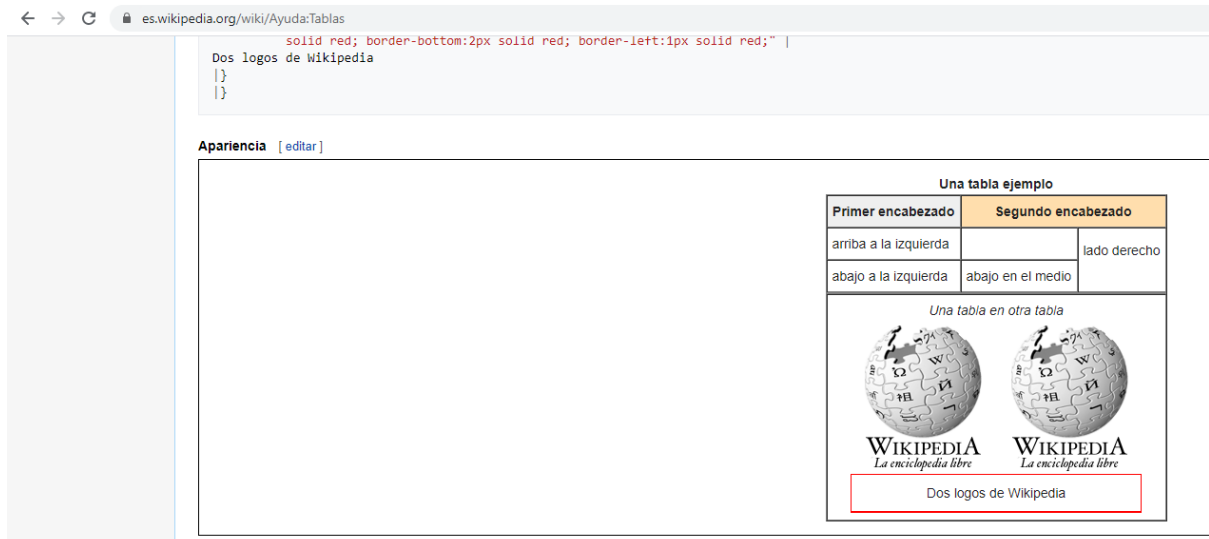 es.wikipedia.org/wiki/Ayuda:Tablas
solid red; border-bottom:2px solid red; border-left:1px solid red;" |
Dos logos de Wikipedia
|}
|}
Apariencia [ editar ]
Una tabla ejemplo
Primer encabezado Segundo encabezado
arriba a la izquierda
lado derecho
abajo a la izquierda abajo en el medio
Una tabla en otra tabla
Ω W
祖 Й
Ω W
祖 Й
WIKIPEDIA WIKIPEDIA
La enciclopedia libre La enciclopedia libre
Dos logos de Wikipedia